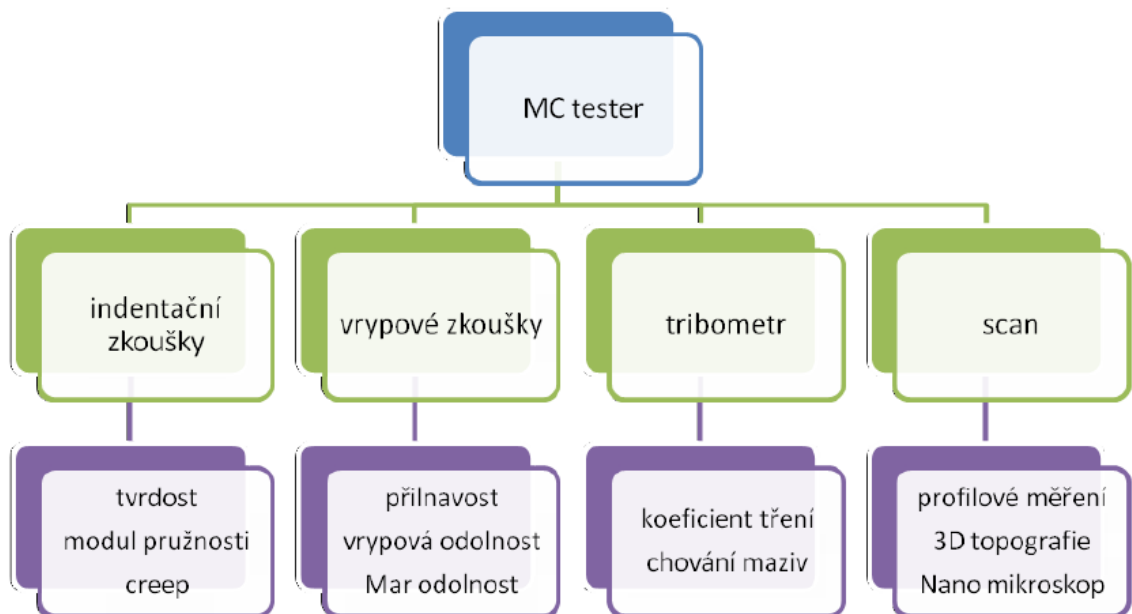 MC tester
indentační
zkoušky
vrypové zkoušky
tribometr
scan
tvrdost
modul pružnosti
creep
přilnavost
vrypová odolnost
Mar odolnost
koeficient tření
chování maziv
profilové měření
3D topografie
Nano mikroskop